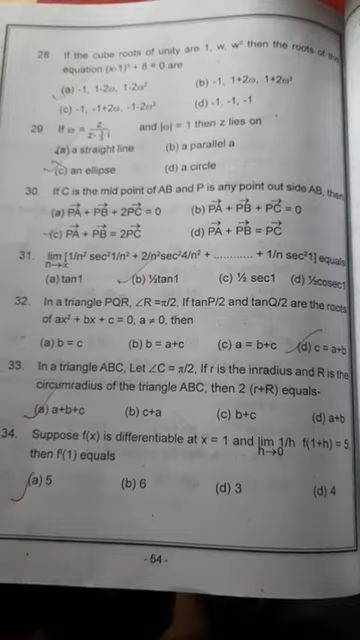 28. If the cube roots of unity are 1, w, w² then the roots of the
equation (x-1)³ + 8 = 0 are
(a) -1, 1-2ω, 1-2ω²
(b) -1, 1+2ω, 1+2ω²
(c) -1, -1+2ω, -1-2ω²
(d) -1, -1, -1
29. If ω = z/(z-⅓i) and |ω| = 1 then z lies on
(a) a straight line
(b) a parallel a
(c) an ellipse
(d) a circle
30. If C is the mid point of AB and P is any point out side AB, then
(a) PA⃗ + PB⃗ + 2PC⃗ = 0
(b) PA⃗ + PB⃗ + PC⃗ = 0
(c) PA⃗ + PB⃗ = 2PC⃗
(d) PA⃗ + PB⃗ = PC⃗
31. lim n→∞ [1/n² sec²1/n² + 2/n²sec²4/n² + ............ + 1/n sec²1] equals
(a) tan1
(b) ½tan1
(c) ½ sec1
(d) ½cosec1
32. In a triangle PQR, ∠R =π/2, If tanP/2 and tanQ/2 are the roots
of ax² + bx + c = 0, a ≠ 0, then
(a) b = c
(b) b = a+c
(c) a = b+c
(d) c = a+b
33. In a triangle ABC, Let ∠C = π/2, If r is the inradius and R is the
circumradius of the triangle ABC, then 2 (r+R) equals-
(a) a+b+c
(b) c+a
(c) b+c
(d) a+b
34. Suppose f(x) is differentiable at x = 1 and lim h→0 1/h f(1+h) = 5,
then f'(1) equals
(a) 5
(b) 6
(d) 3
(d) 4
-54-